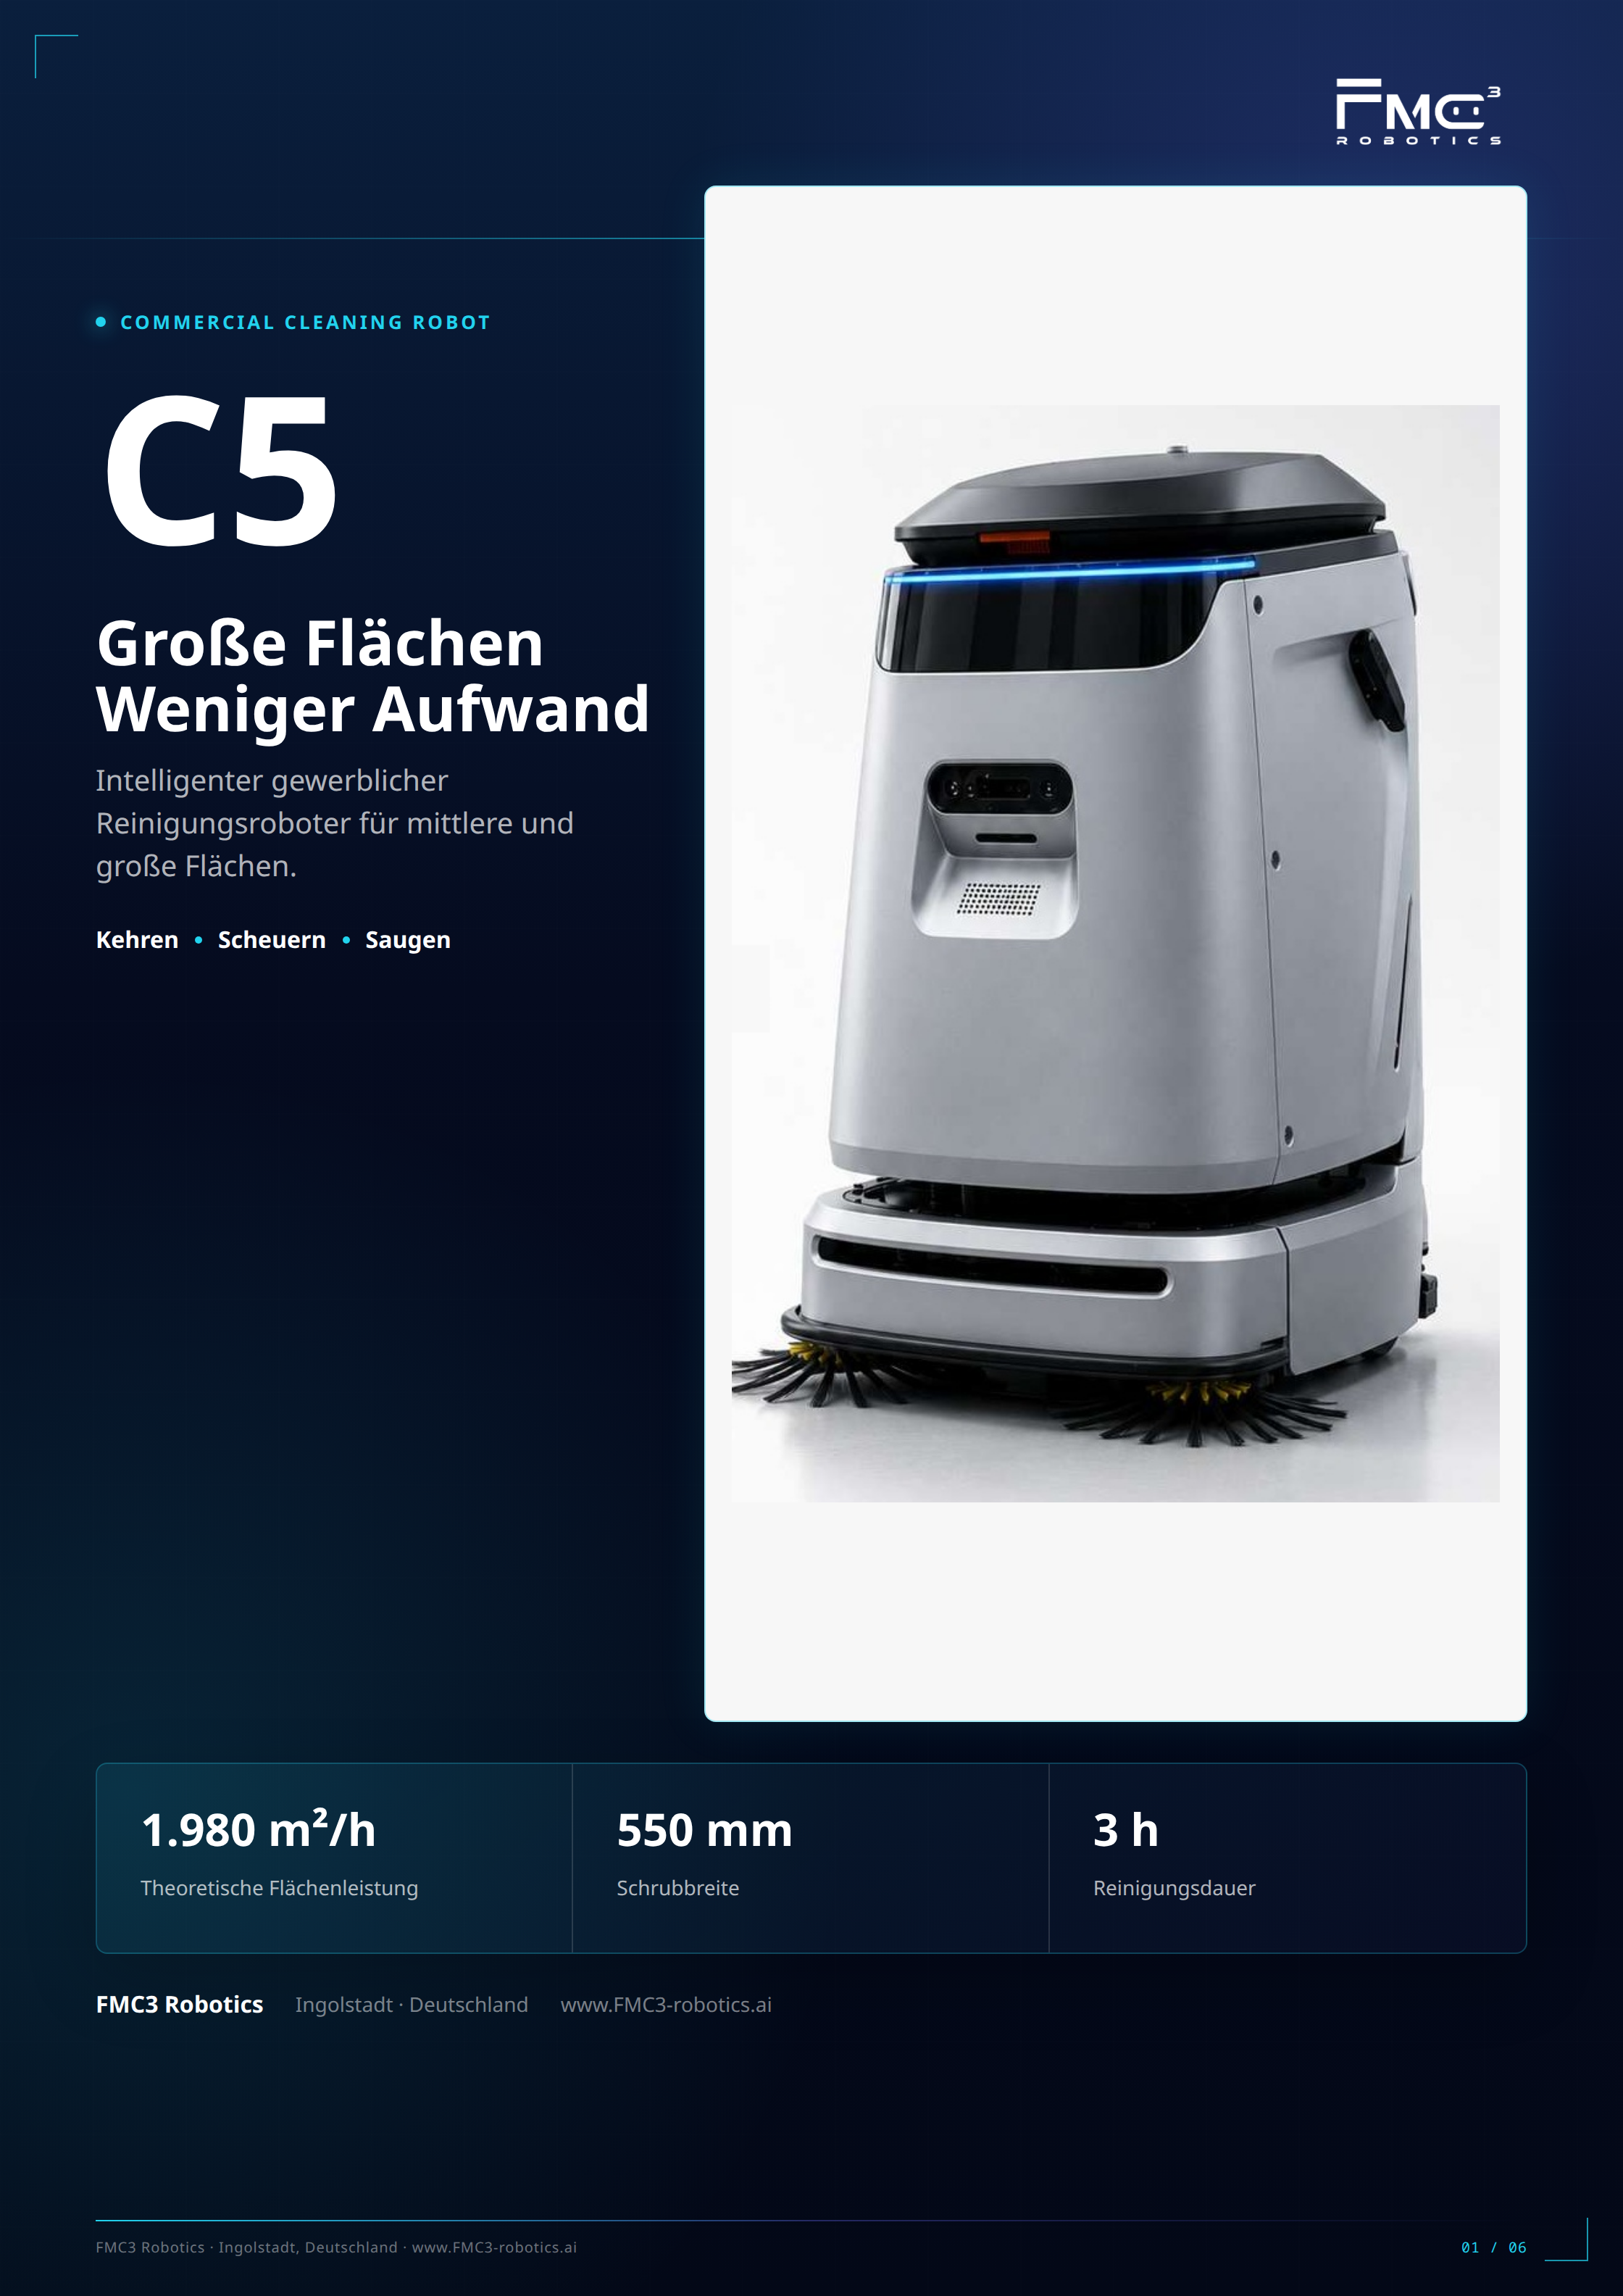 FMC³
ROBOTICS
COMMERCIAL CLEANING ROBOT
C5
Große Flächen
Weniger Aufwand
Intelligenter gewerblicher
Reinigungsroboter für mittlere und
große Flächen.
Kehren • Scheuern • Saugen
1.980 m²/h
Theoretische Flächenleistung
550 mm
Schrubbreite
3 h
Reinigungsdauer
FMC3 Robotics Ingolstadt · Deutschland www.FMC3-robotics.ai
FMC3 Robotics · Ingolstadt, Deutschland · www.FMC3-robotics.ai
01 / 06